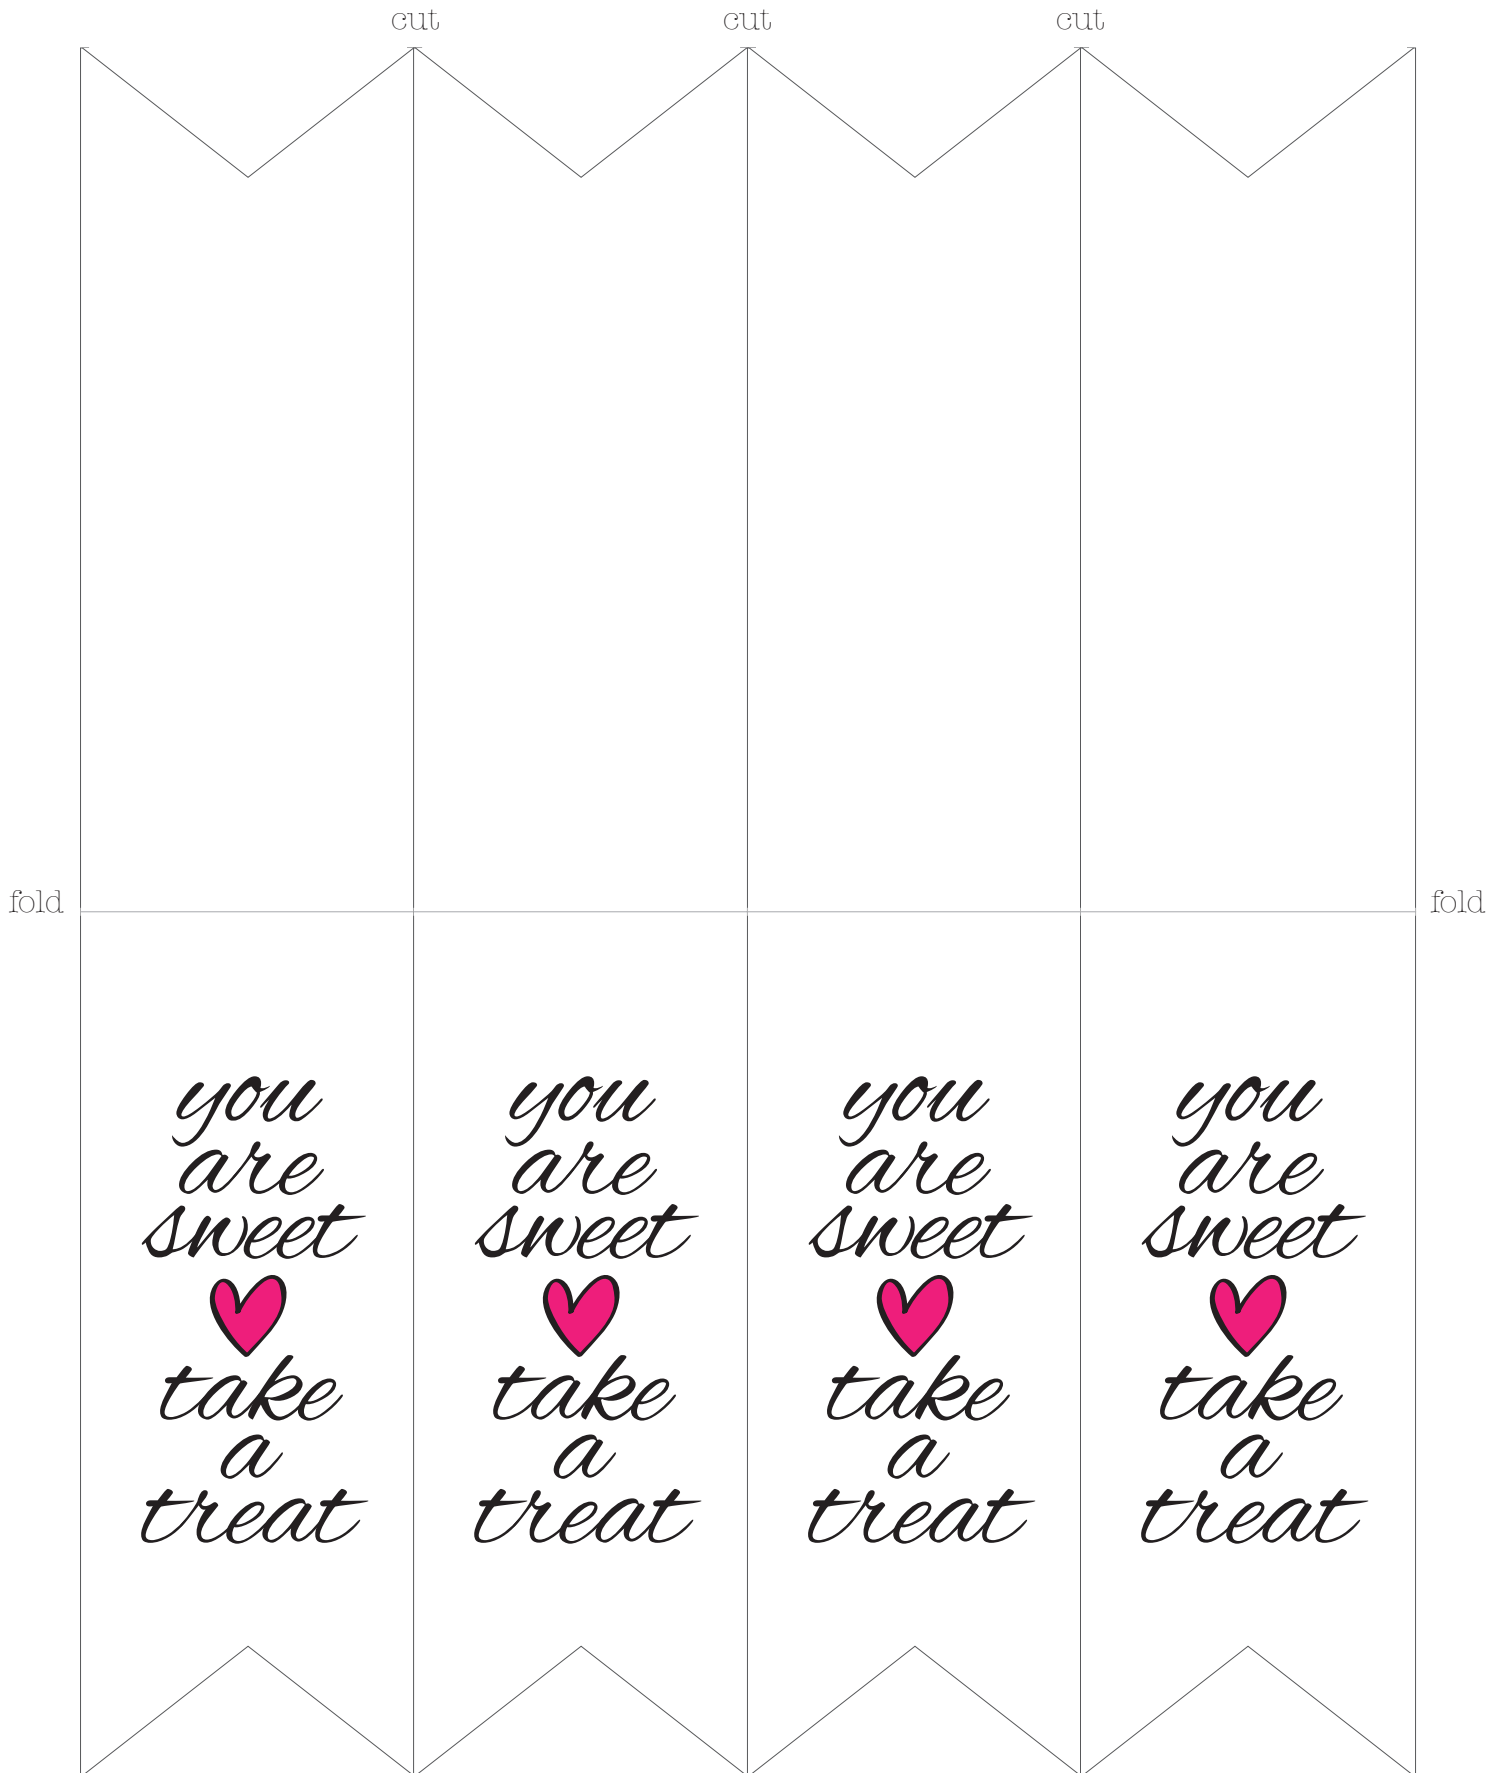 cut cut cut
fold fold
you you you you
are are are are
sweet sweet sweet sweet
take take take take
a a a a
treat treat treat treat